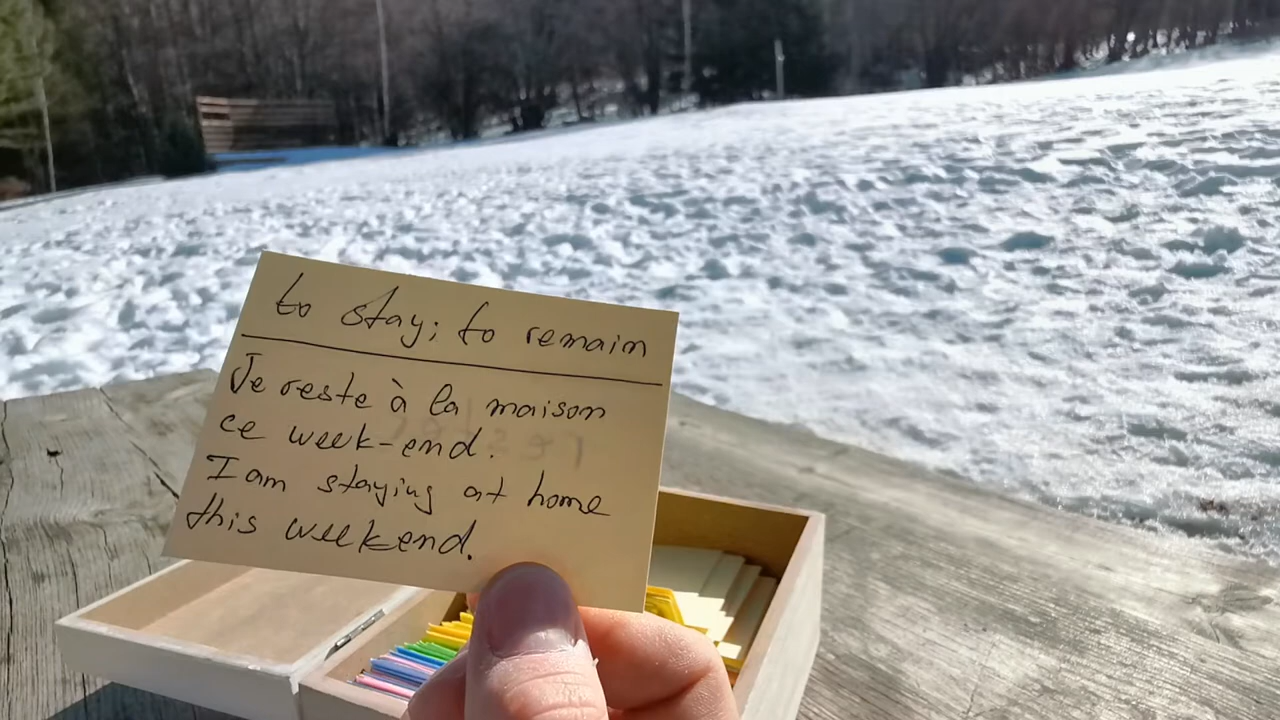 to stay; to remain
Je reste à la maison
ce week-end.
I am staying at home
this weekend.